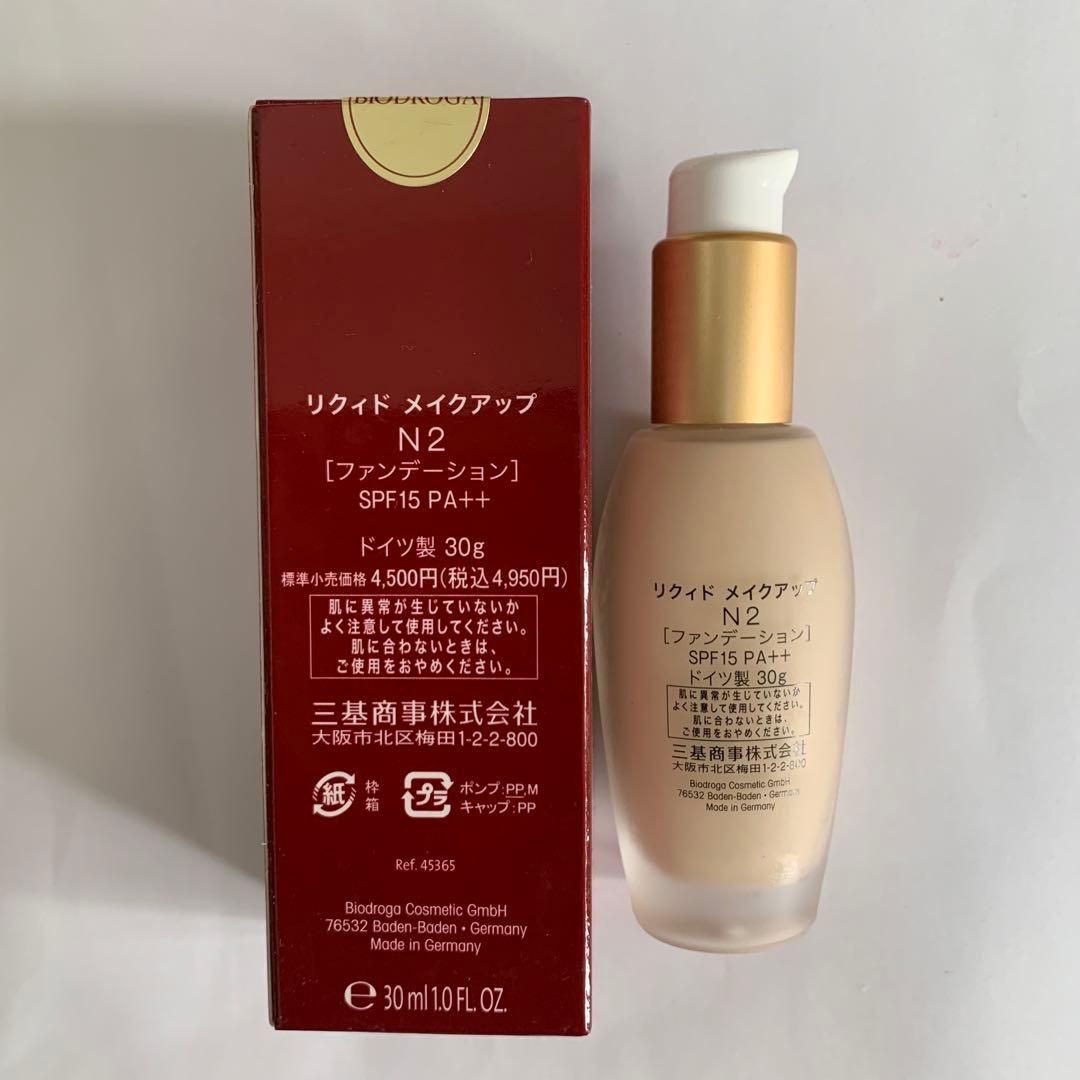 BIODROGA
リクィド メイクアップ
N2
[ファンデーション]
SPF15 PA++
ドイツ製 30g
標準小売価格 4,500円(税込4,950円)
肌に異常が生じていないか
よく注意して使用してください。
肌に合わないときは、
ご使用をおやめください。
三基商事株式会社
大阪市北区梅田1-2-2-800
紙 枠箱
プラ ポンプ:PP,M
キャップ:PP
Ref. 45365
Biodroga Cosmetic GmbH
76532 Baden-Baden • Germany
Made in Germany
e 30 ml 1.0 FL. OZ.
リクィド メイクアップ
N2
[ファンデーション]
SPF15 PA++
ドイツ製 30g
肌に異常が生じていないか
よく注意して使用してください。
肌に合わないときは、
ご使用をおやめください。
三基商事株式会社
大阪市北区梅田1-2-2-800
Biodroga Cosmetic GmbH
76532 Baden-Baden • Germany
Made in Germany